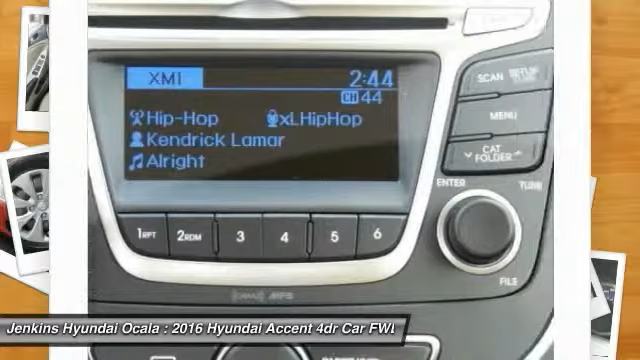 XM1 2:44
CH 44
Hip-Hop xLHipHop
Kendrick Lamar
Alright
SCAN SETUP
MENU
CAT
FOLDER
ENTER TUNE
1RPT 2RDM 3 4 5 6
FILE
MP3
Jenkins Hyundai Ocala : 2016 Hyundai Accent 4dr Car FWD